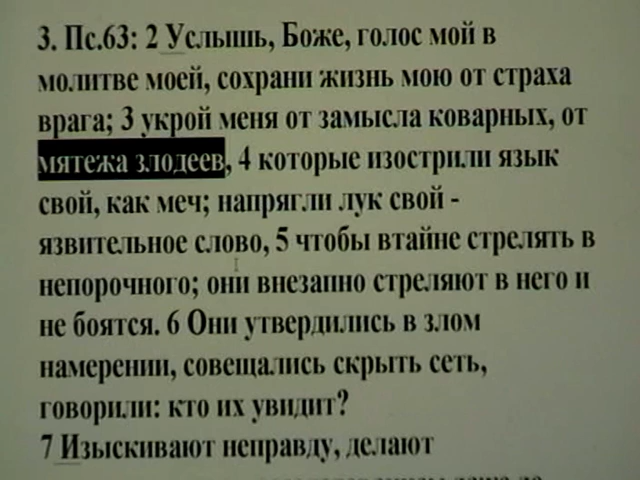 3. Пс.63: 2 Услышь, Боже, голос мой в
молитве моей, сохрани жизнь мою от страха
врага; 3 укрой меня от замысла коварных, от
мятежа злодеев, 4 которые изострили язык
свой, как меч; напрягли лук свой -
язвительное слово, 5 чтобы втайне стрелять в
непорочного; они внезапно стреляют в него и
не боятся. 6 Они утвердились в злом
намерении, совещались скрыть сеть,
говорили: кто их увидит?
7 Изыскивают неправду, делают